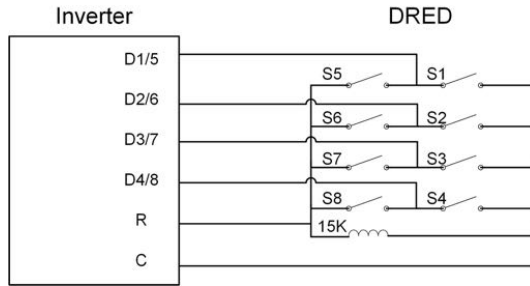 Inverter DRED
D1/5
S5 S1
D2/6
S6 S2
D3/7
S7 S3
D4/8
S8 S4
R 15K
C